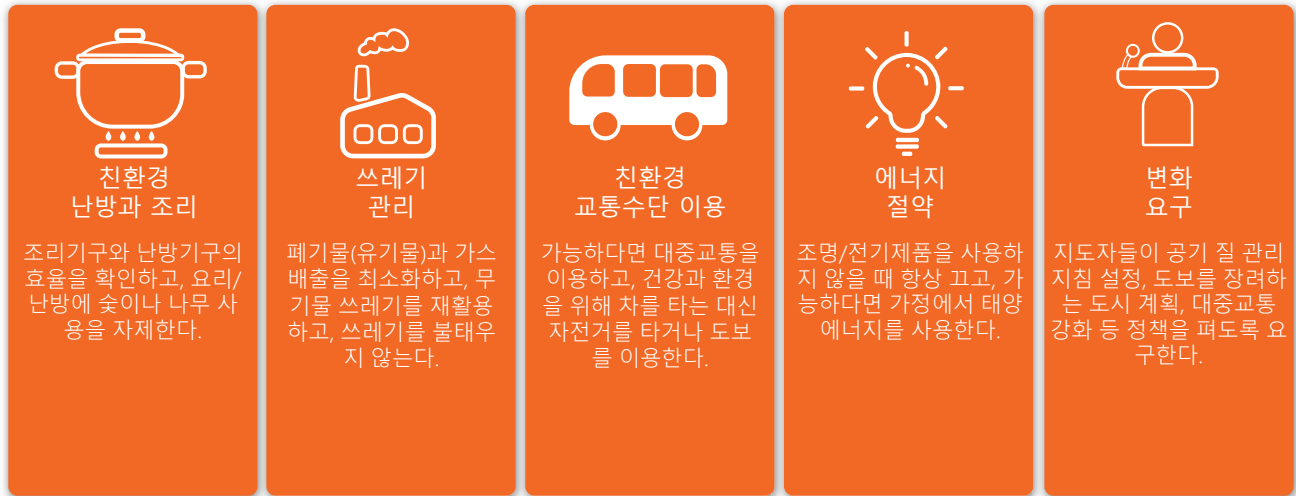 친환경
난방과 조리
조리기구와 난방기구의
효율을 확인하고, 요리/
난방에 숯이나 나무 사
용을 자제한다.
쓰레기
관리
폐기물(유기물)과 가스
배출을 최소화하고, 무
기물 쓰레기를 재활용
하고, 쓰레기를 불태우
지 않는다.
친환경
교통수단 이용
가능하다면 대중교통을
이용하고, 건강과 환경
을 위해 차를 타는 대신
자전거를 타거나 도보
를 이용한다.
에너지
절약
조명/전기제품을 사용하
지 않을 때 항상 끄고, 가
능하다면 가정에서 태양
에너지를 사용한다.
변화
요구
지도자들이 공기 질 관리
지침 설정, 도보를 장려하
는 도시 계획, 대중교통
강화 등 정책을 펴도록 요
구한다.